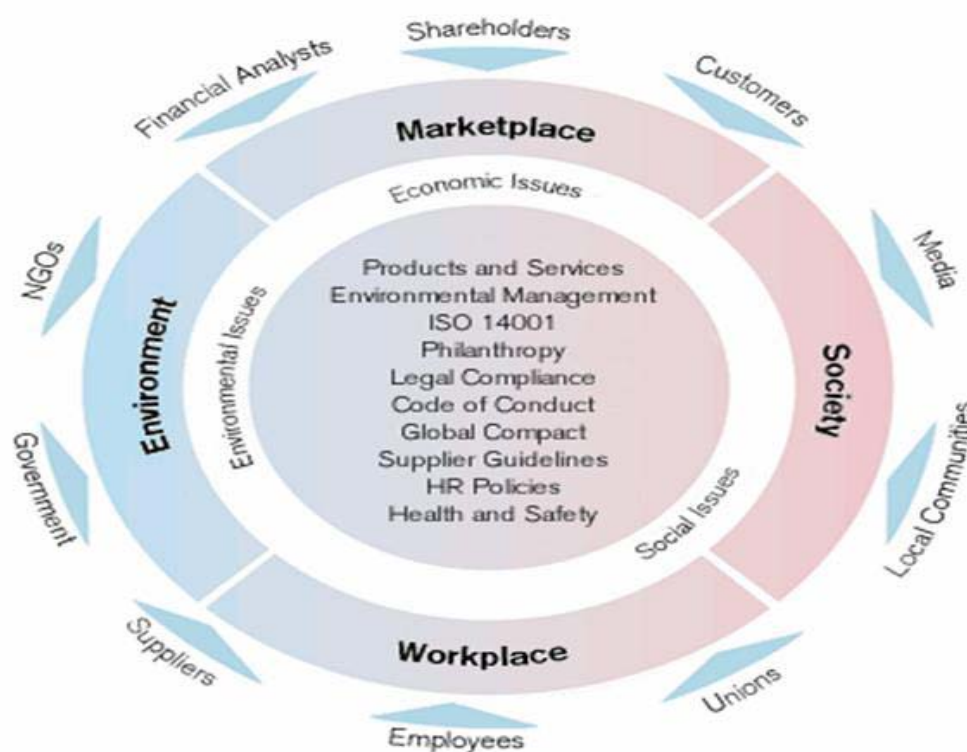 Shareholders
Financial Analysts
Customers
Marketplace
Economic Issues
NGOs
Media
Environment
Environmental Issues
Products and Services
Environmental Management
ISO 14001
Philanthropy
Legal Compliance
Code of Conduct
Global Compact
Supplier Guidelines
HR Policies
Health and Safety
Society
Social Issues
Government
Local Communities
Suppliers
Workplace
Unions
Employees